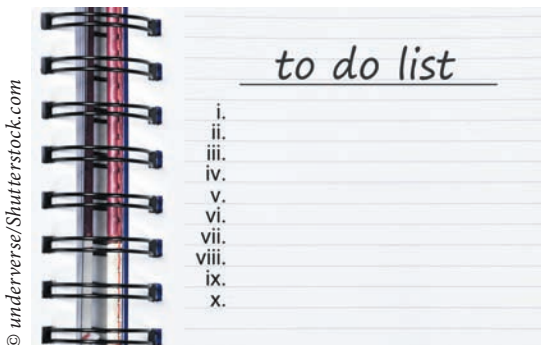 to do list
i.
ii.
iii.
iv.
v.
vi.
vii.
viii.
ix.
x.
© underverse/Shutterstock.com